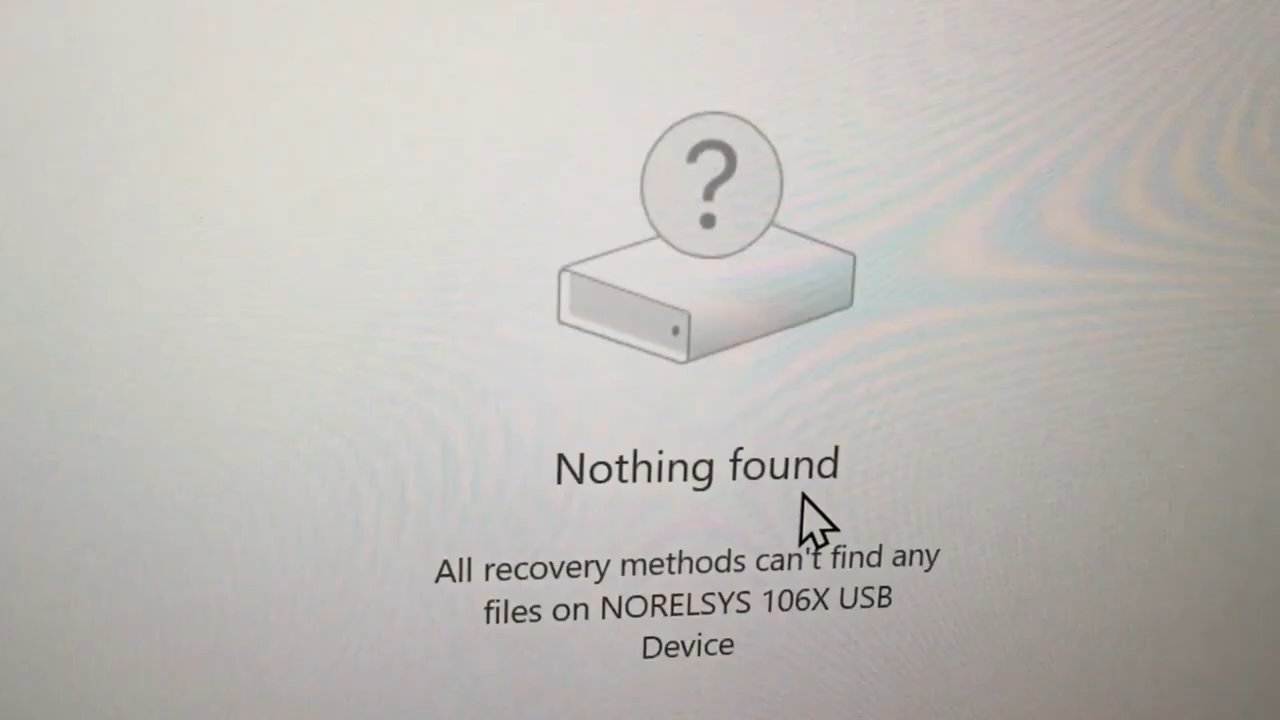 ?
Nothing found
All recovery methods can't find any
files on NORELSYS 106X USB
Device